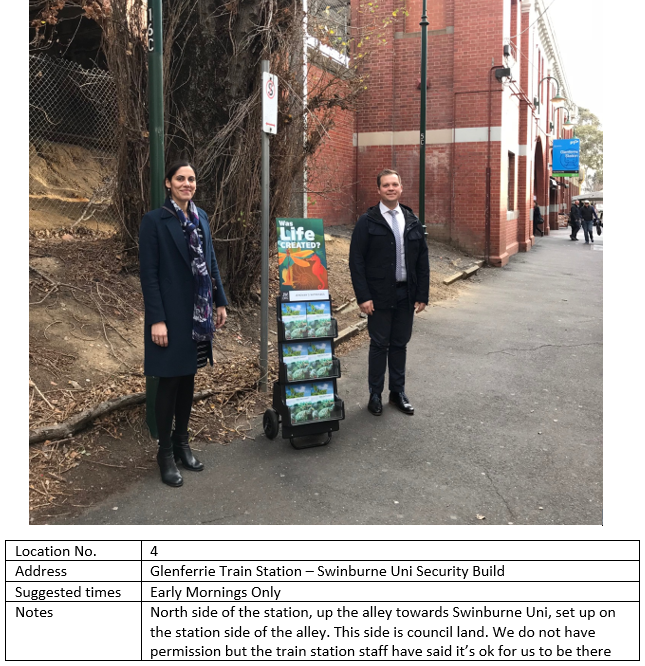 Was
Life
CREATED?
Location No. 4
Address Glenferrie Train Station – Swinburne Uni Security Build
Suggested times Early Mornings Only
Notes North side of the station, up the alley towards Swinburne Uni, set up on
the station side of the alley. This side is council land. We do not have
permission but the train station staff have said it's ok for us to be there